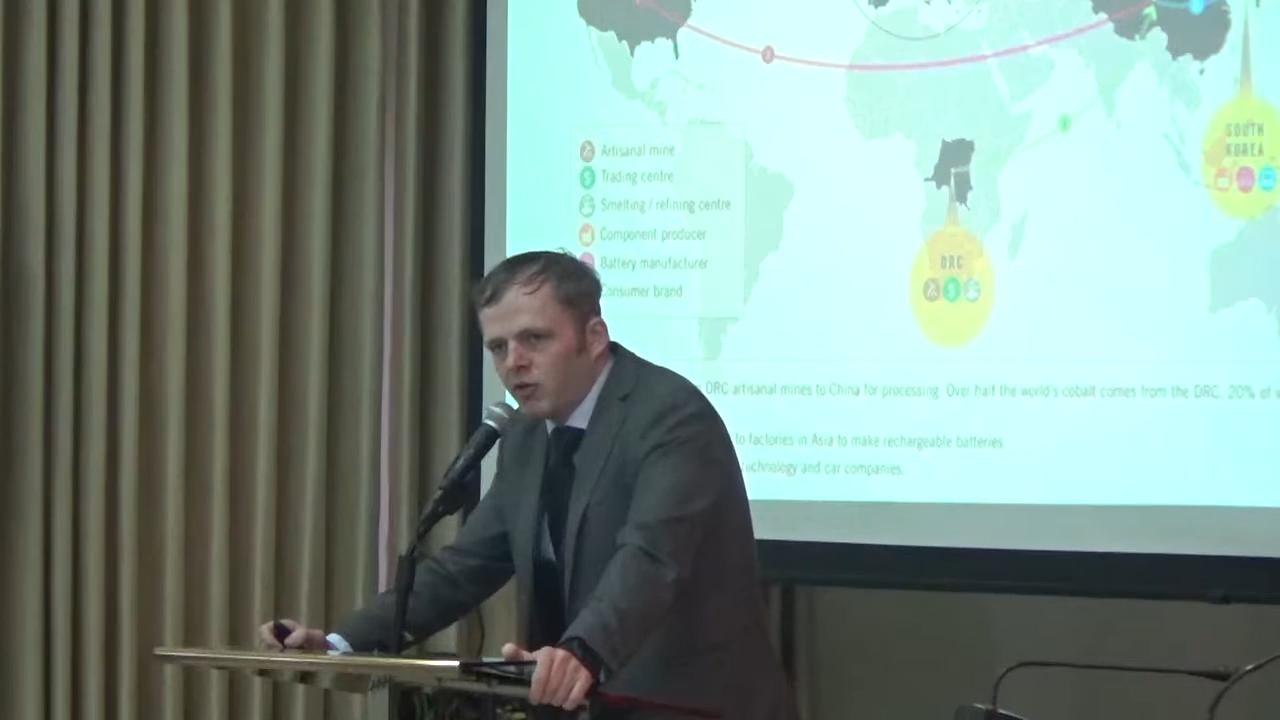 Artisanal mine
Trading centre
Smelting / refining centre
Component producer
Battery manufacturer
Consumer brand
SOUTH
KOREA
DRC
DRC artisanal mines to China for processing. Over half the world's cobalt comes from the DRC. 20% of
to factories in Asia to make rechargeable batteries.
technology and car companies.